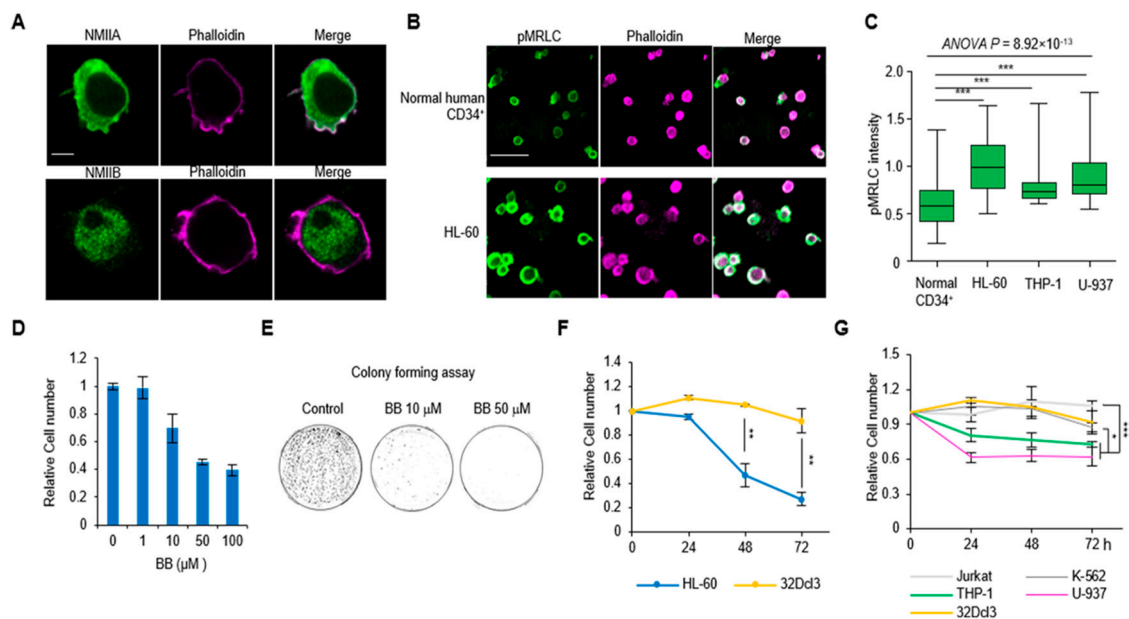 A
NMIIA Phalloidin Merge
NMIIB Phalloidin Merge
B
pMRLC Phalloidin Merge
Normal human
CD34+
HL-60
C
ANOVA P = 8.92×10-13
***
***
***
pMRLC intensity
2.0
1.5
1.0
0.5
0
Normal
CD34+
HL-60 THP-1 U-937
D
Relative Cell number
1.2
1
0.8
0.6
0.4
0.2
0
0 1 10 50 100
BB (µM )
E
Colony forming assay
Control BB 10 µM BB 50 µM
F
Relative Cell number
1.4
1.2
1
0.8
0.6
0.4
0.2
0
**
**
0 24 48 72
HL-60 32Dcl3
G
Relative Cell number
1.5
1.2
0.9
0.6
0.3
0
*
***
0 24 48 72 h
Jurkat K-562
THP-1 U-937
32Dcl3